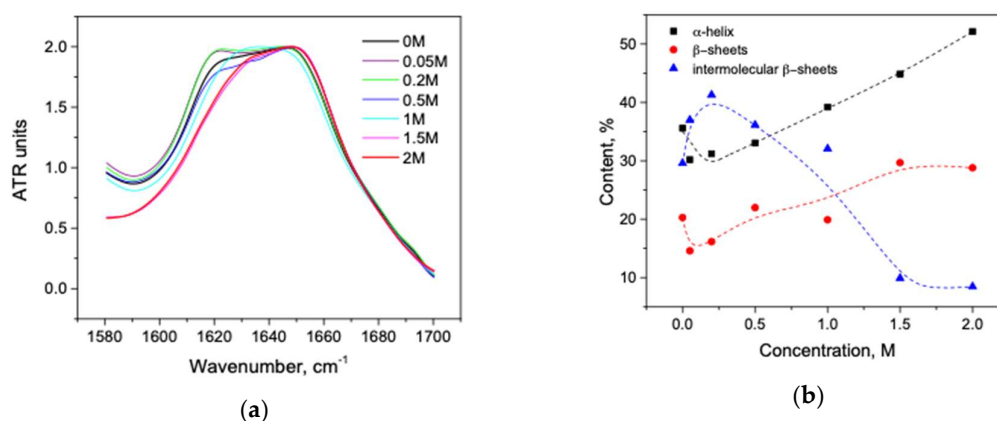 ATR units
2.0
1.5
1.0
0.5
0.0
1580 1600 1620 1640 1660 1680 1700
Wavenumber, cm⁻¹
0M
0.05M
0.2M
0.5M
1M
1.5M
2M
(a)
Content, %
50
40
30
20
10
0.0 0.5 1.0 1.5 2.0
Concentration, M
α-helix
β−sheets
intermolecular β−sheets
(b)